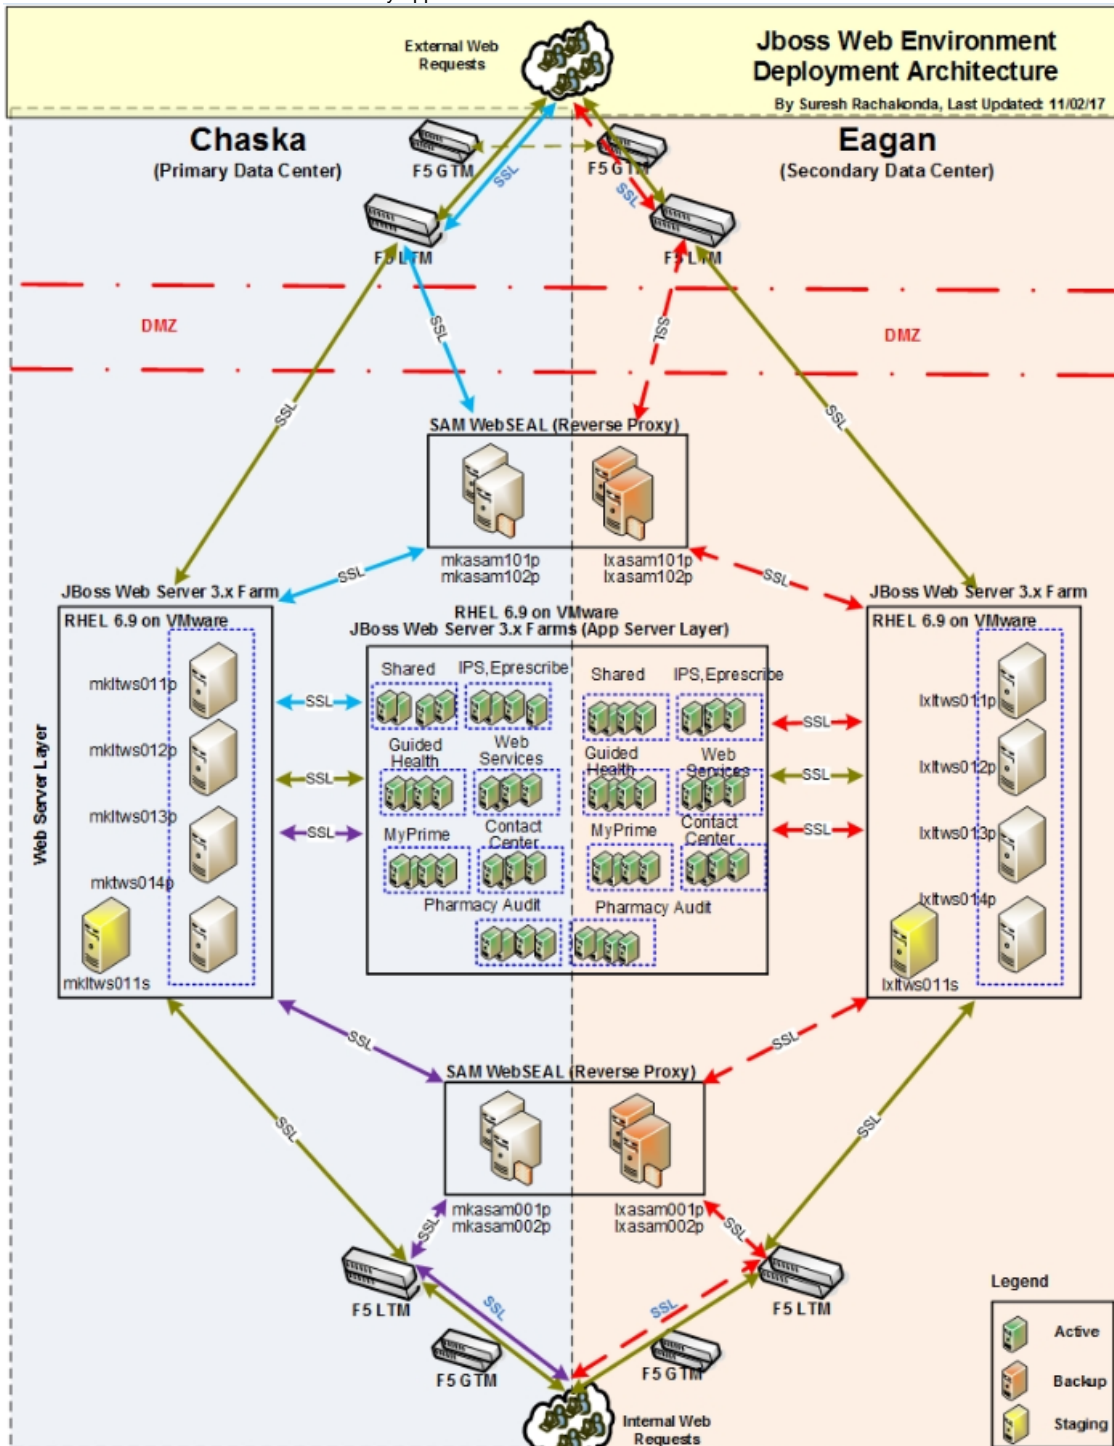 External Web
Requests
Jboss Web Environment
Deployment Architecture
By Suresh Rachakonda, Last Updated: 11/02/17
Chaska
(Primary Data Center)
Eagan
(Secondary Data Center)
F5 GTM
F5 GTM
SSL
SSL
F5 LTM
F5 LTM
DMZ
DMZ
SSL
SSL
SSL
SSL
SAM WebSEAL (Reverse Proxy)
mkasam101p
mkasam102p
lxasam101p
lxasam102p
SSL
SSL
JBoss Web Server 3.x Farm
JBoss Web Server 3.x Farm
RHEL 6.9 on VMware
JBoss Web Server 3.x Farms (App Server Layer)
RHEL 6.9 on VMware
RHEL 6.9 on VMware
Web Server Layer
mkltws011p
mkltws012p
mkltws013p
mktws014p
mkltws011s
SSL
SSL
SSL
Shared
IPS,Eprescribe
Guided
Health
Web
Services
MyPrime
Contact
Center
Pharmacy Audit
Shared
IPS,Eprescribe
Guided
Health
Web
Services
MyPrime
Contact
Center
Pharmacy Audit
SSL
SSL
SSL
lxltws011p
lxltws012p
lxltws013p
lxltws014p
lxltws011s
SSL
SSL
SAM WebSEAL (Reverse Proxy)
SSL
SSL
mkasam001p
mkasam002p
lxasam001p
lxasam002p
SSL
SSL
F5 LTM
F5 LTM
SSL
SSL
F5 GTM
F5 GTM
Internal Web
Requests
Legend
Active
Backup
Staging